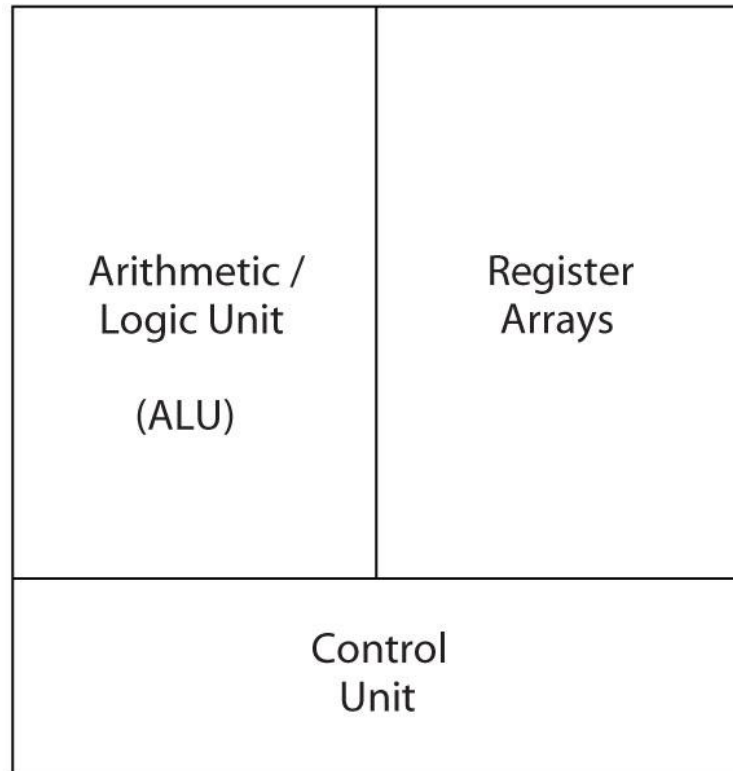 Arithmetic /
Logic Unit
(ALU)
Register
Arrays
Control
Unit